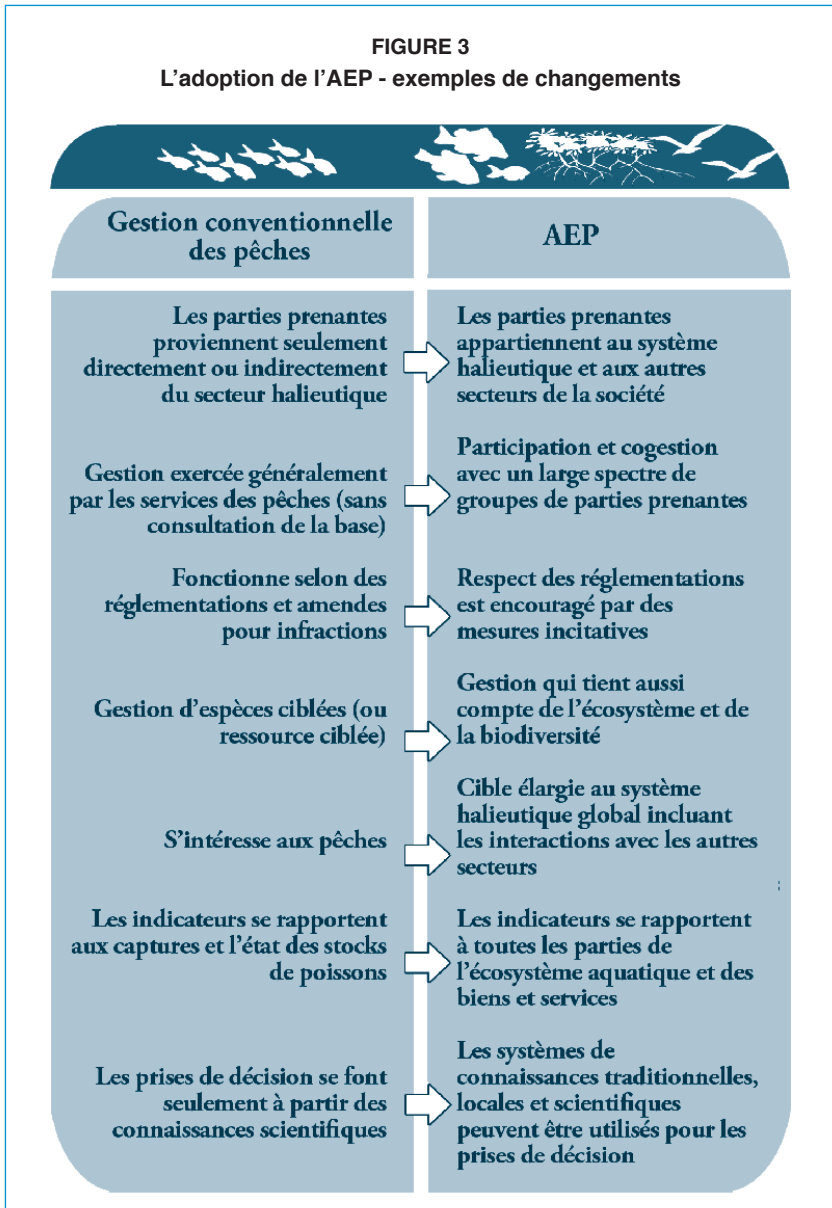 FIGURE 3
L'adoption de l'AEP - exemples de changements
Gestion conventionnelle
des pêches
AEP
Les parties prenantes
proviennent seulement
directement ou indirectement
du secteur halieutique
Les parties prenantes
appartiennent au système
halieutique et aux autres
secteurs de la société
Gestion exercée généralement
par les services des pêches (sans
consultation de la base)
Participation et cogestion
avec un large spectre de
groupes de parties prenantes
Fonctionne selon des
réglementations et amendes
pour infractions
Respect des réglementations
est encouragé par des
mesures incitatives
Gestion d'espèces ciblées (ou
ressource ciblée)
Gestion qui tient aussi
compte de l'écosystème et de
la biodiversité
S'intéresse aux pêches
Cible élargie au système
halieutique global incluant
les interactions avec les autres
secteurs
Les indicateurs se rapportent
aux captures et l'état des stocks
de poissons
Les indicateurs se rapportent
à toutes les parties de
l'écosystème aquatique et des
biens et services
Les prises de décision se font
seulement à partir des
connaissances scientifiques
Les systèmes de
connaissances traditionnelles,
locales et scientifiques
peuvent être utilisés pour les
prises de décision